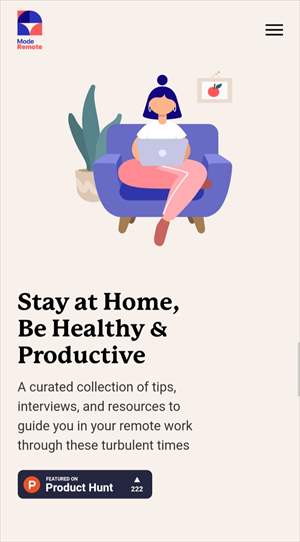 Mode
Remote
Stay at Home,
Be Healthy &
Productive
A curated collection of tips,
interviews, and resources to
guide you in your remote work
through these turbulent times
P
FEATURED ON
Product Hunt
▲
222